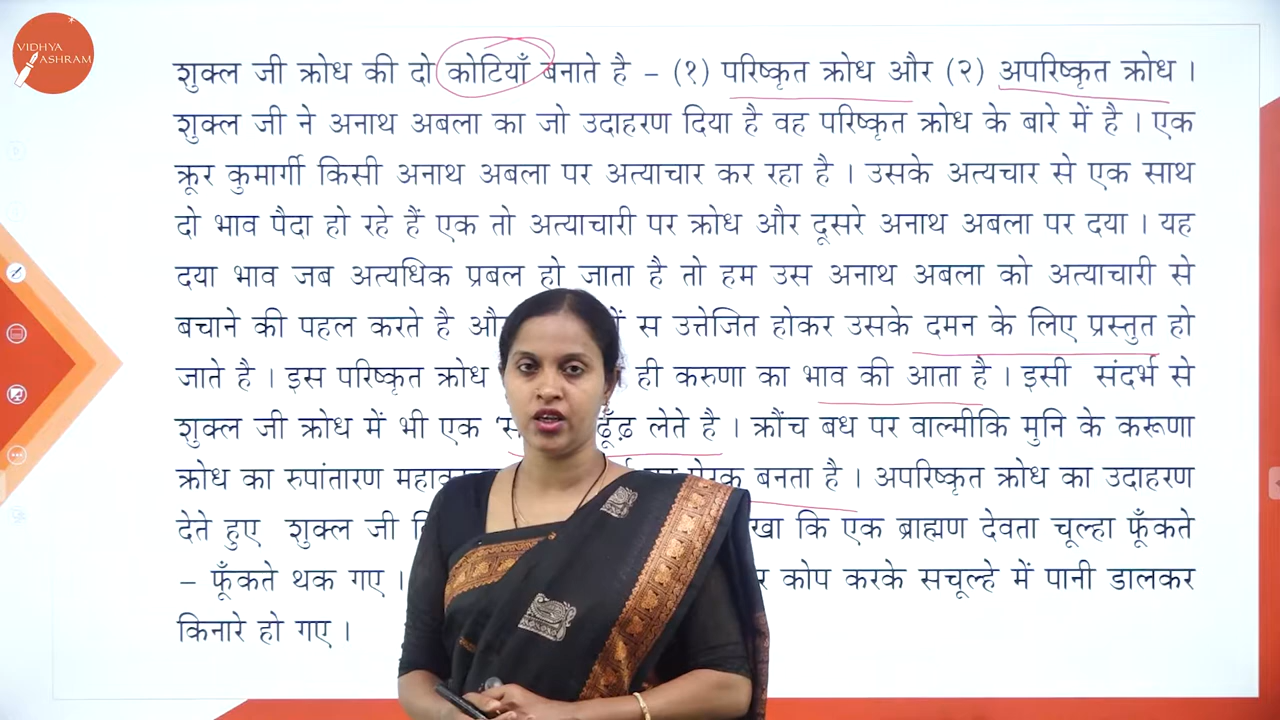 VIDHYA
ASHRAM
शुक्ल जी क्रोध की दो कोटियाँ बनाते है – (१) परिष्कृत क्रोध और (२) अपरिष्कृत क्रोध ।
शुक्ल जी ने अनाथ अबला का जो उदाहरण दिया है वह परिष्कृत क्रोध के बारे में है । एक
क्रूर कुमार्गी किसी अनाथ अबला पर अत्याचार कर रहा है । उसके अत्यचार से एक साथ
दो भाव पैदा हो रहे हैं एक तो अत्याचारी पर क्रोध और दूसरे अनाथ अबला पर दया । यह
दया भाव जब अत्यधिक प्रबल हो जाता है तो हम उस अनाथ अबला को अत्याचारी से
बचाने की पहल करते है स उत्तेजित होकर उसके दमन के लिए प्रस्तुत हो
जाते है । इस परिष्कृत क्रोध ही करुणा का भाव की आता है । इसी संदर्भ से
शुक्ल जी क्रोध में भी एक ढूँढ़ लेते है । क्रौंच बध पर वाल्मीकि मुनि के करूणा
क्रोध का रुपांतारण बनता है । अपरिष्कृत क्रोध का उदाहरण
देते हुए शुक्ल जी कि एक ब्राह्मण देवता चूल्हा फूँकते
– फूँकते थक गए । कोप करके सचूल्हे में पानी डालकर
किनारे हो गए ।